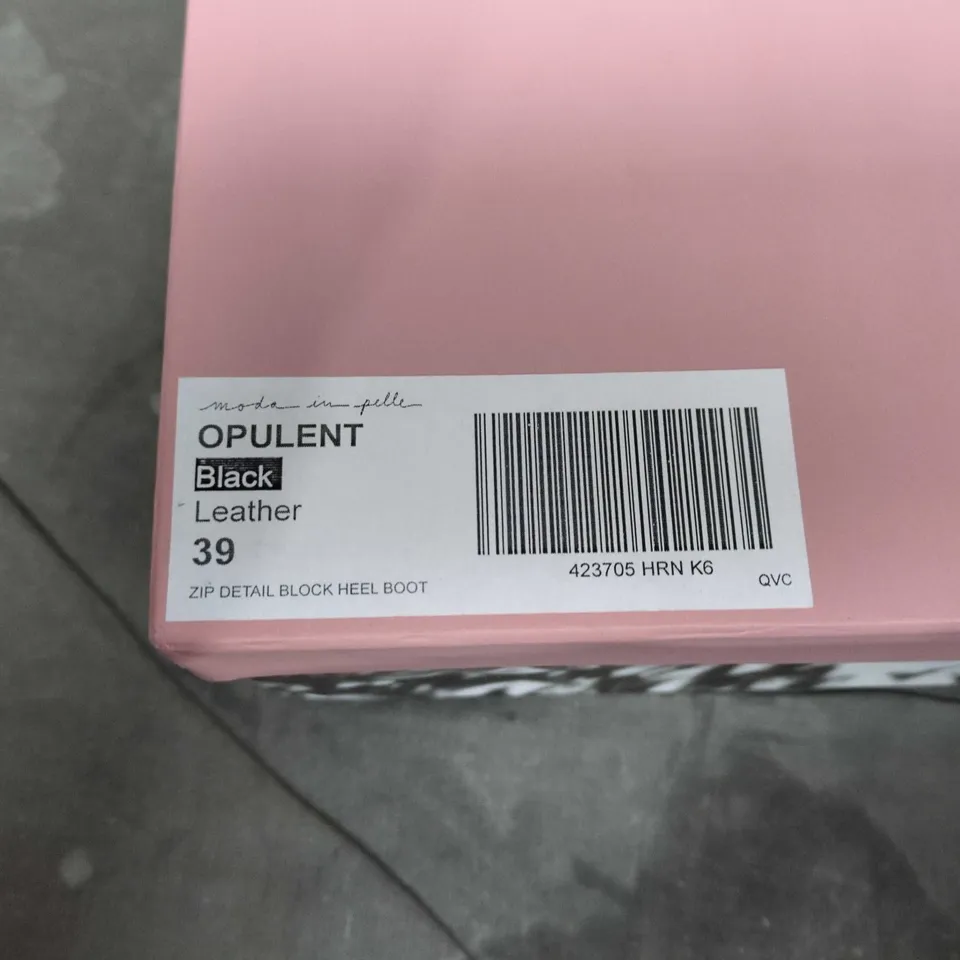 moda in pelle
OPULENT
Black
Leather
39
ZIP DETAIL BLOCK HEEL BOOT
423705 HRN K6
QVC